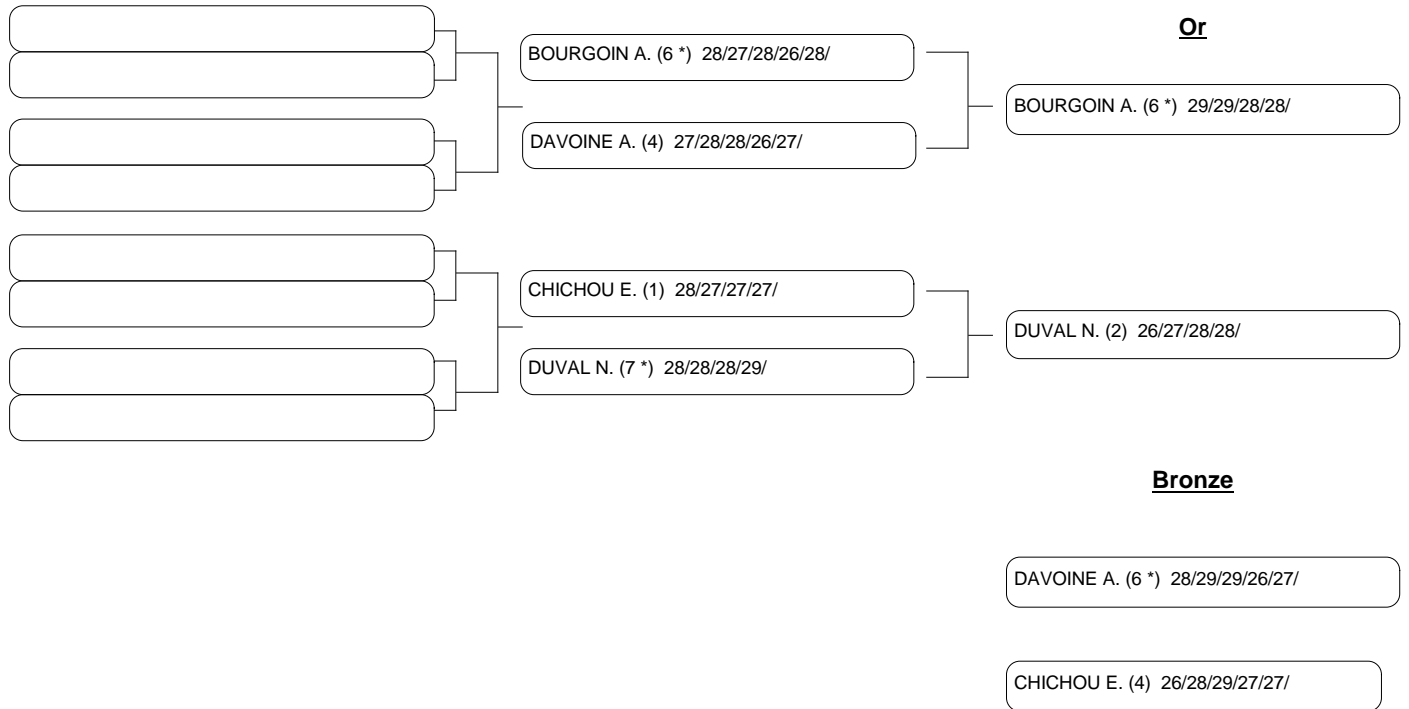 Or
BOURGOIN A. (6 *) 28/27/28/26/28/
BOURGOIN A. (6 *) 29/29/28/28/
DAVOINE A. (4) 27/28/28/26/27/
CHICHOU E. (1) 28/27/27/27/
DUVAL N. (2) 26/27/28/28/
DUVAL N. (7 *) 28/28/28/29/
Bronze
DAVOINE A. (6 *) 28/29/29/26/27/
CHICHOU E. (4) 26/28/29/27/27/